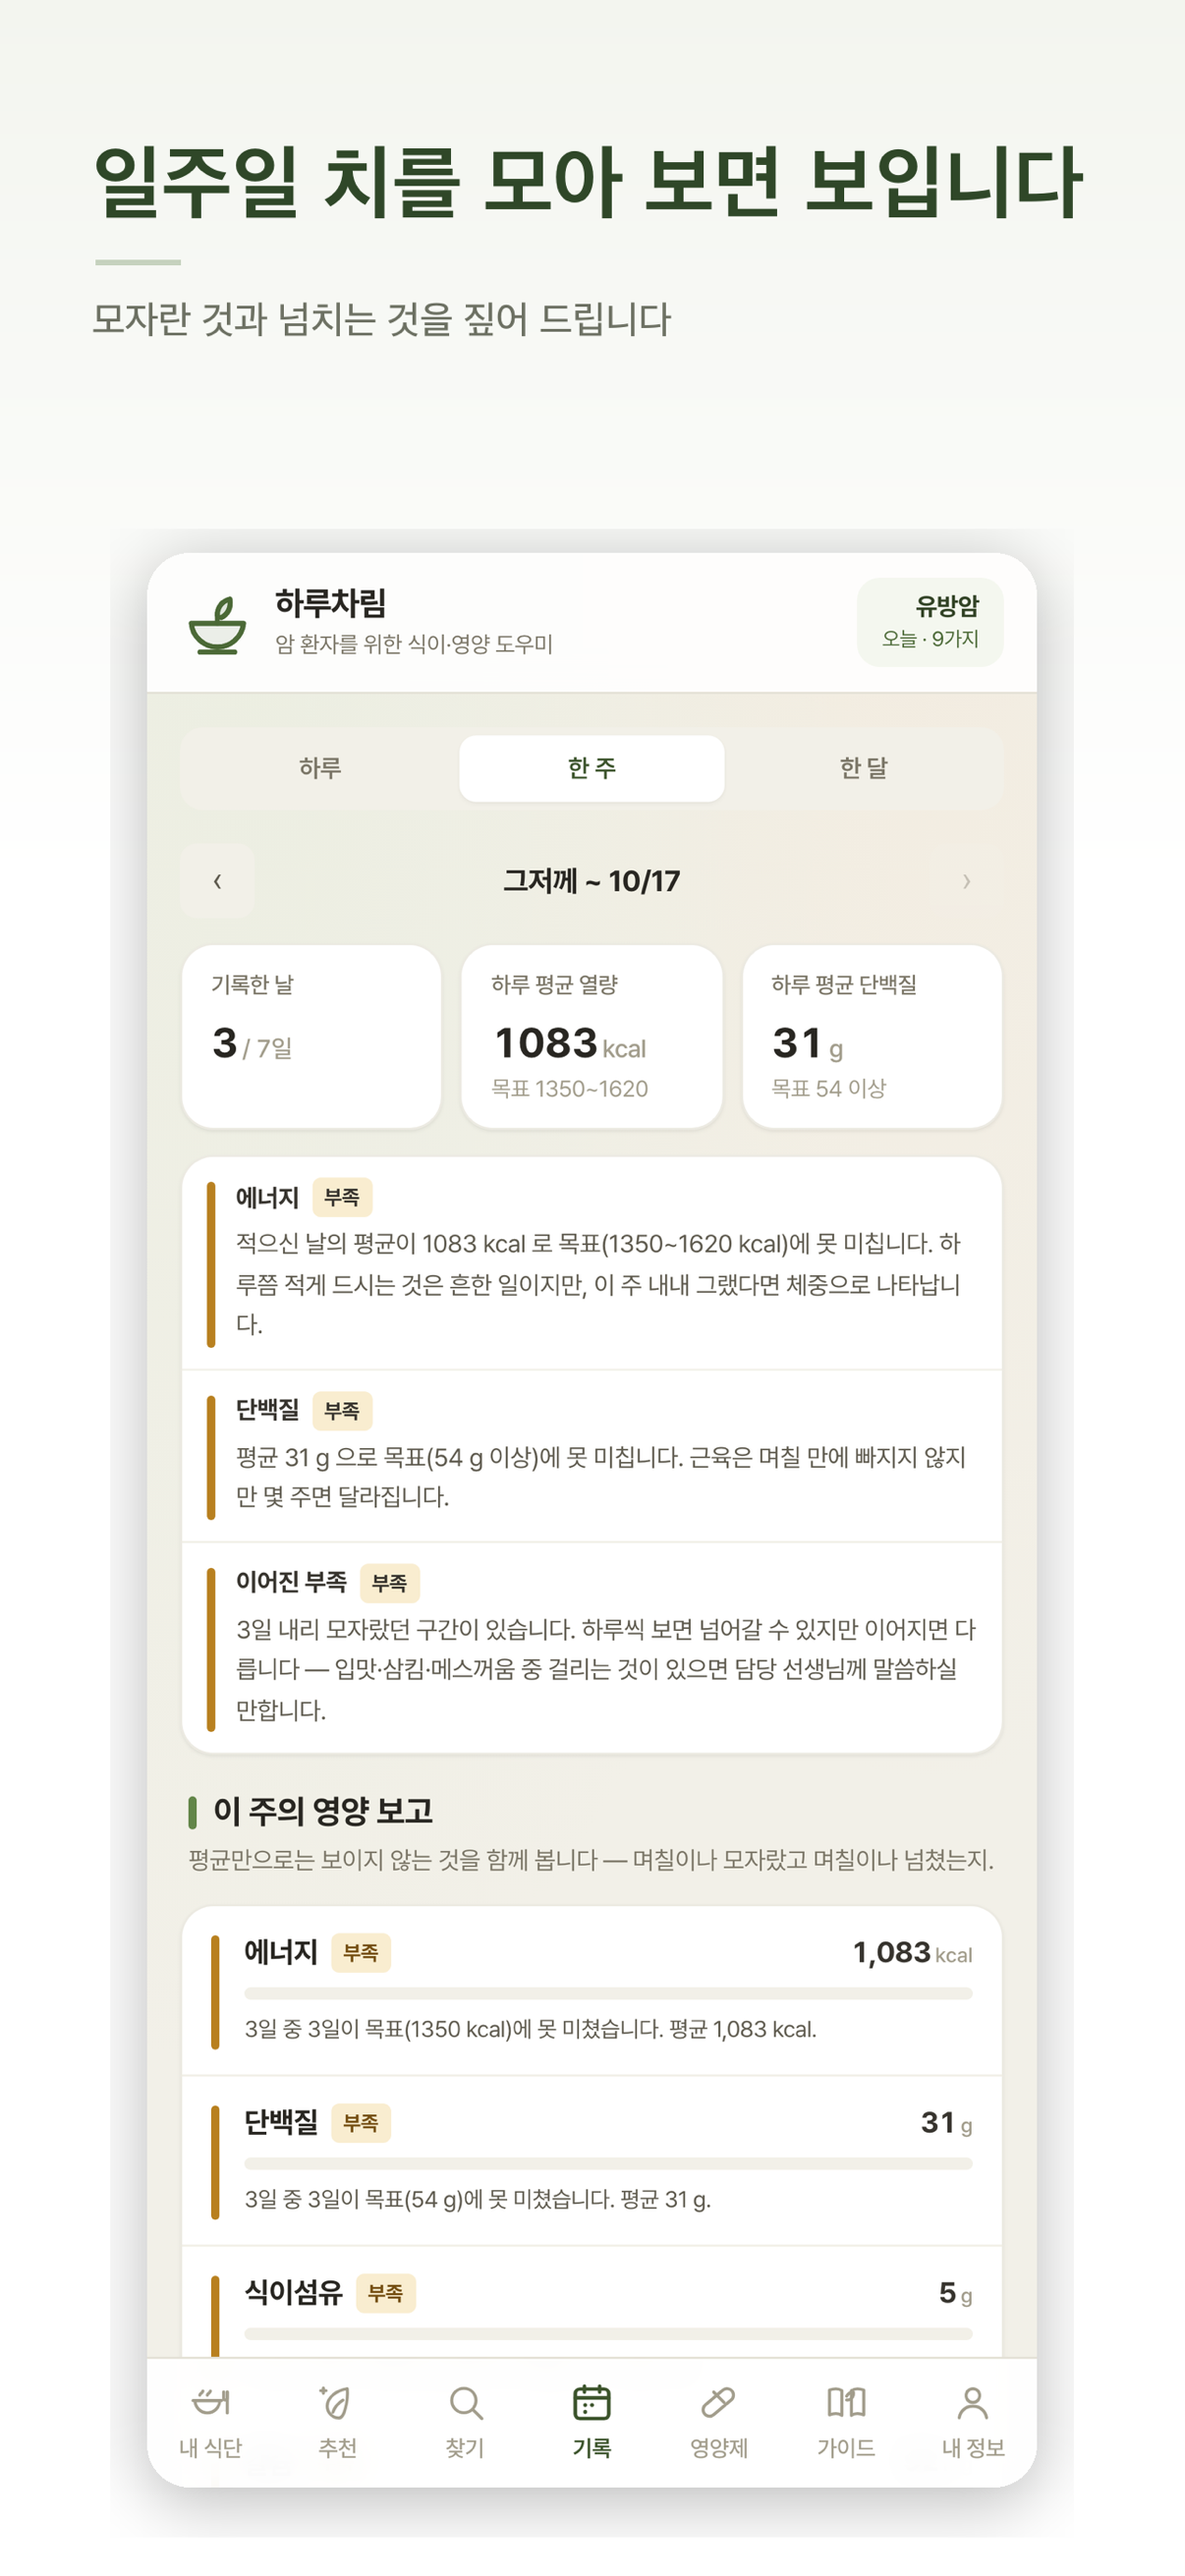 일주일 치를 모아 보면 보입니다
모자란 것과 넘치는 것을 짚어 드립니다
하루차림
암 환자를 위한 식이·영양 도우미
유방암
오늘 · 9가지
하루
한 주
한 달
‹
그저께 ~ 10/17
›
기록한 날
3 / 7일
하루 평균 열량
1083 kcal
목표 1350~1620
하루 평균 단백질
31 g
목표 54 이상
에너지 부족
적으신 날의 평균이 1083 kcal 로 목표(1350~1620 kcal)에 못 미칩니다. 하
루쯤 적게 드시는 것은 흔한 일이지만, 이 주 내내 그랬다면 체중으로 나타납니
다.
단백질 부족
평균 31 g 으로 목표(54 g 이상)에 못 미칩니다. 근육은 며칠 만에 빠지지 않지
만 몇 주면 달라집니다.
이어진 부족 부족
3일 내리 모자랐던 구간이 있습니다. 하루씩 보면 넘어갈 수 있지만 이어지면 다
릅니다 — 입맛·삼킴·메스꺼움 중 걸리는 것이 있으면 담당 선생님께 말씀하실
만합니다.
이 주의 영양 보고
평균만으로는 보이지 않는 것을 함께 봅니다 — 며칠이나 모자랐고 며칠이나 넘쳤는지.
에너지 부족 1,083 kcal
3일 중 3일이 목표(1350 kcal)에 못 미쳤습니다. 평균 1,083 kcal.
단백질 부족 31 g
3일 중 3일이 목표(54 g)에 못 미쳤습니다. 평균 31 g.
식이섬유 부족 5 g
내 식단
추천
찾기
기록
영양제
가이드
내 정보